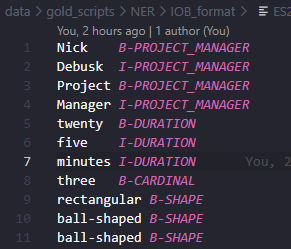 data > gold_scripts > NER > IOB_format > ES2
You, 2 hours ago | 1 author (You)
1 Nick B-PROJECT_MANAGER
2 Debusk I-PROJECT_MANAGER
3 Project B-PROJECT_MANAGER
4 Manager I-PROJECT_MANAGER
5 twenty B-DURATION
6 five I-DURATION
7 minutes I-DURATION You, 2
8 three B-CARDINAL
9 rectangular B-SHAPE
10 ball-shaped B-SHAPE
11 ball-shaped B-SHAPE